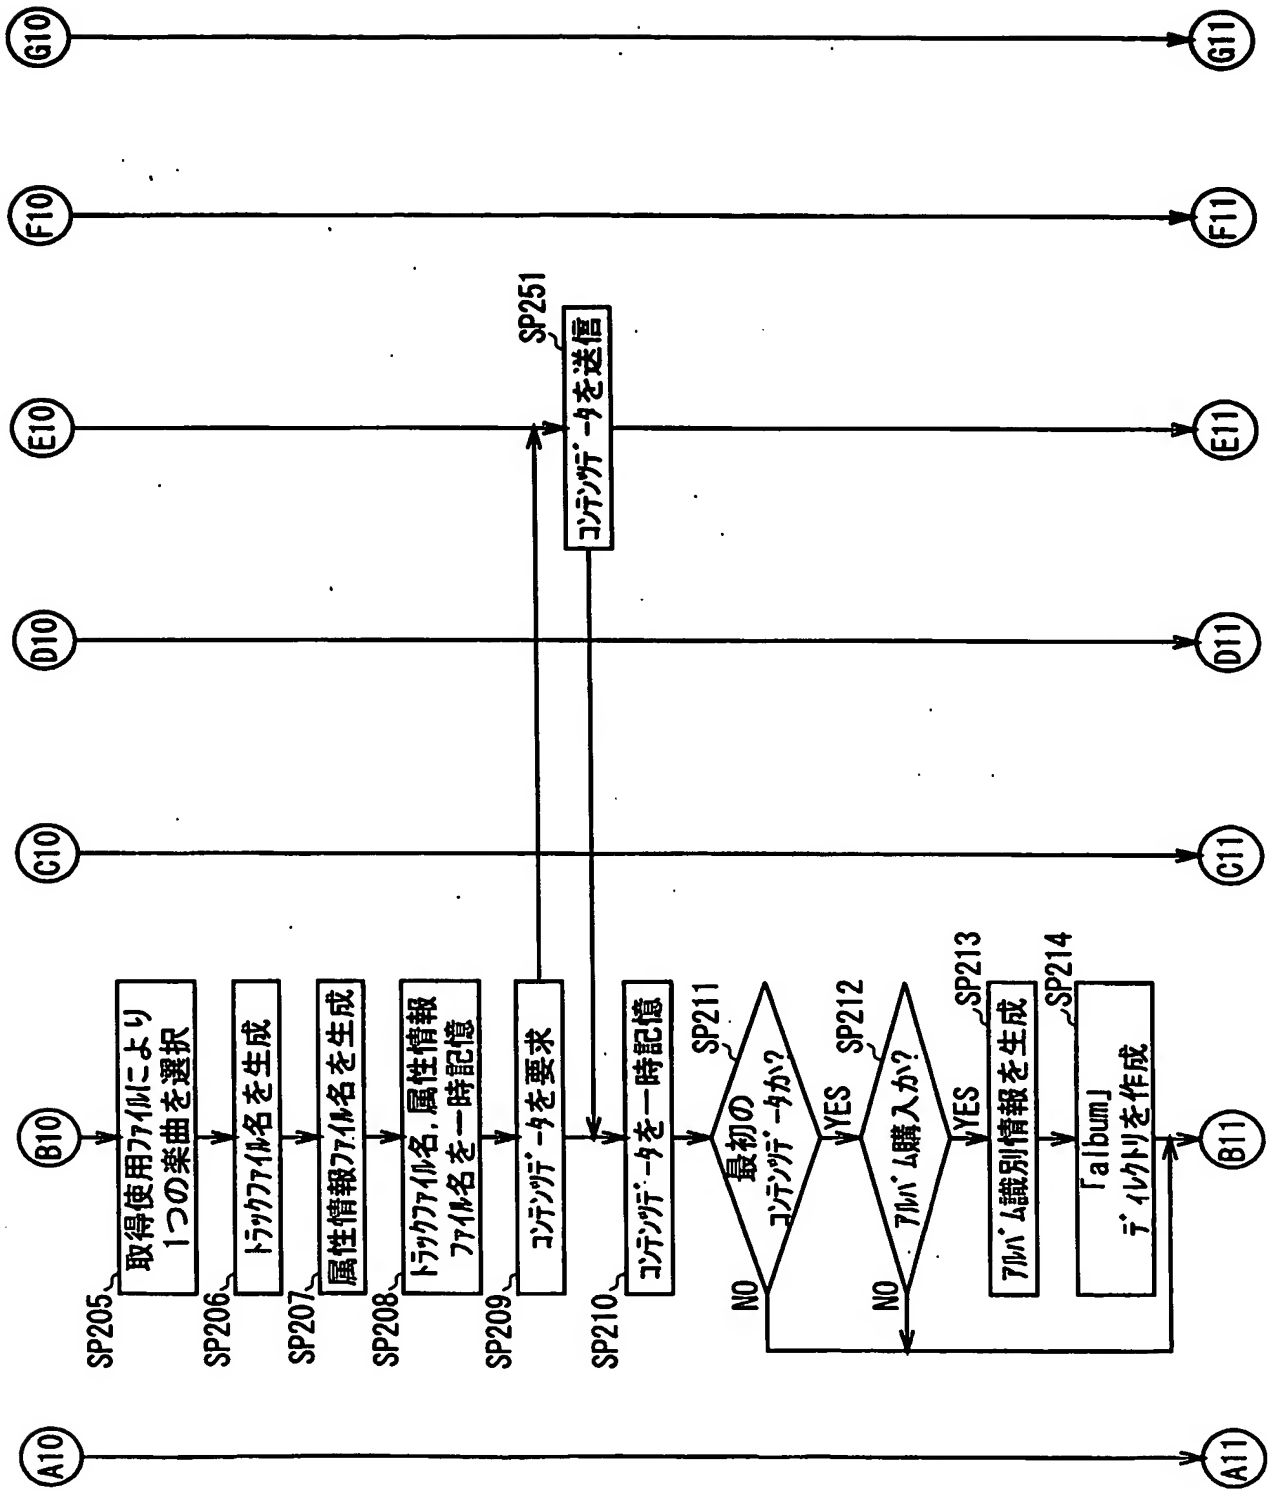 A10
B10
C10
D10
E10
F10
G10
SP205
取得使用ファイルにより
1つの楽曲を選択
SP206
トラックファイル名を生成
SP207
属性情報ファイル名を生成
SP208
トラックファイル名,属性情報
ファイル名を一時記憶
SP209
コンテンツデータを要求
SP251
コンテンツデータを送信
SP210
コンテンツデータを一時記憶
SP211
最初の
コンテンツデータか?
NO
YES
SP212
アルバム購入か?
NO
YES
SP213
アルバム識別情報を生成
SP214
「album」
ディレクトリを作成
A11
B11
C11
D11
E11
F11
G11